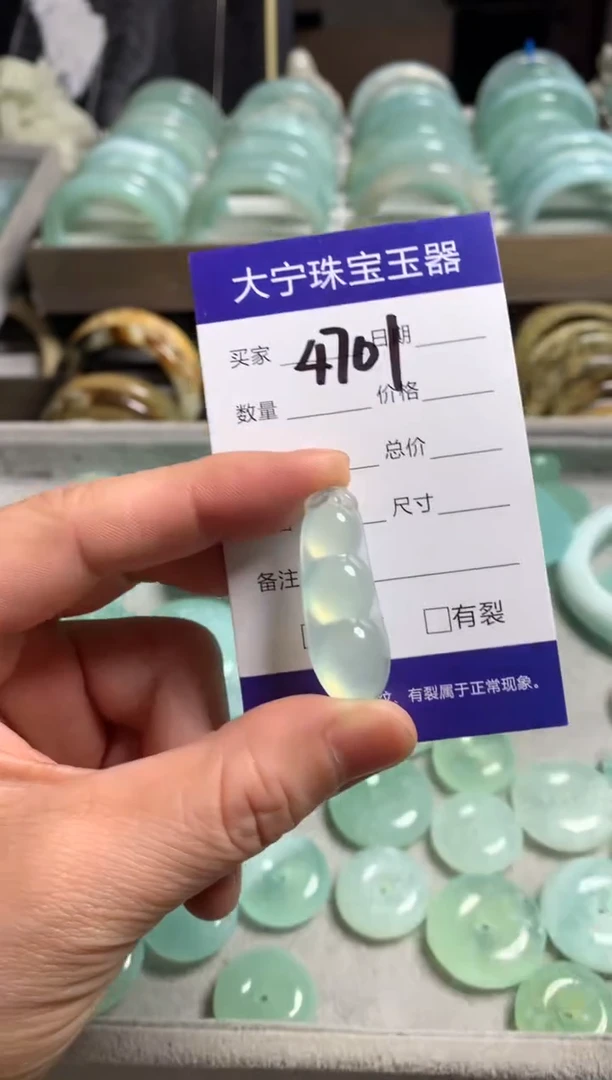 大宁珠宝玉器
买家 4701 日期
数量 价格
总价
尺寸
备注
□有裂
有裂属于正常现象。